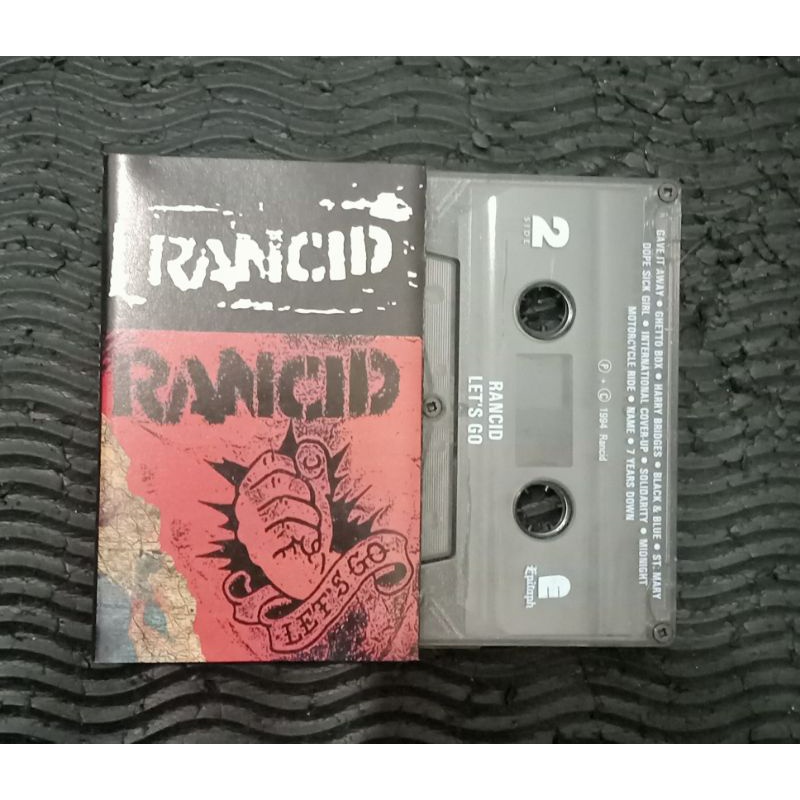 RANCID
RANCID
LET'S GO
2
SIDE
GAVE IT AWAY • GHETTO BOX • HARRY BRIDGES • BLACK & BLUE • ST. MARY
DOPE SICK GIRL • INTERNATIONAL COVER-UP • SOLIDARITY • MIDNIGHT
MOTORCYCLE RIDE • NAME • 7 YEARS DOWN
Ⓟ + Ⓒ 1994 Rancid
RANCID
LET'S GO
E
Epitaph